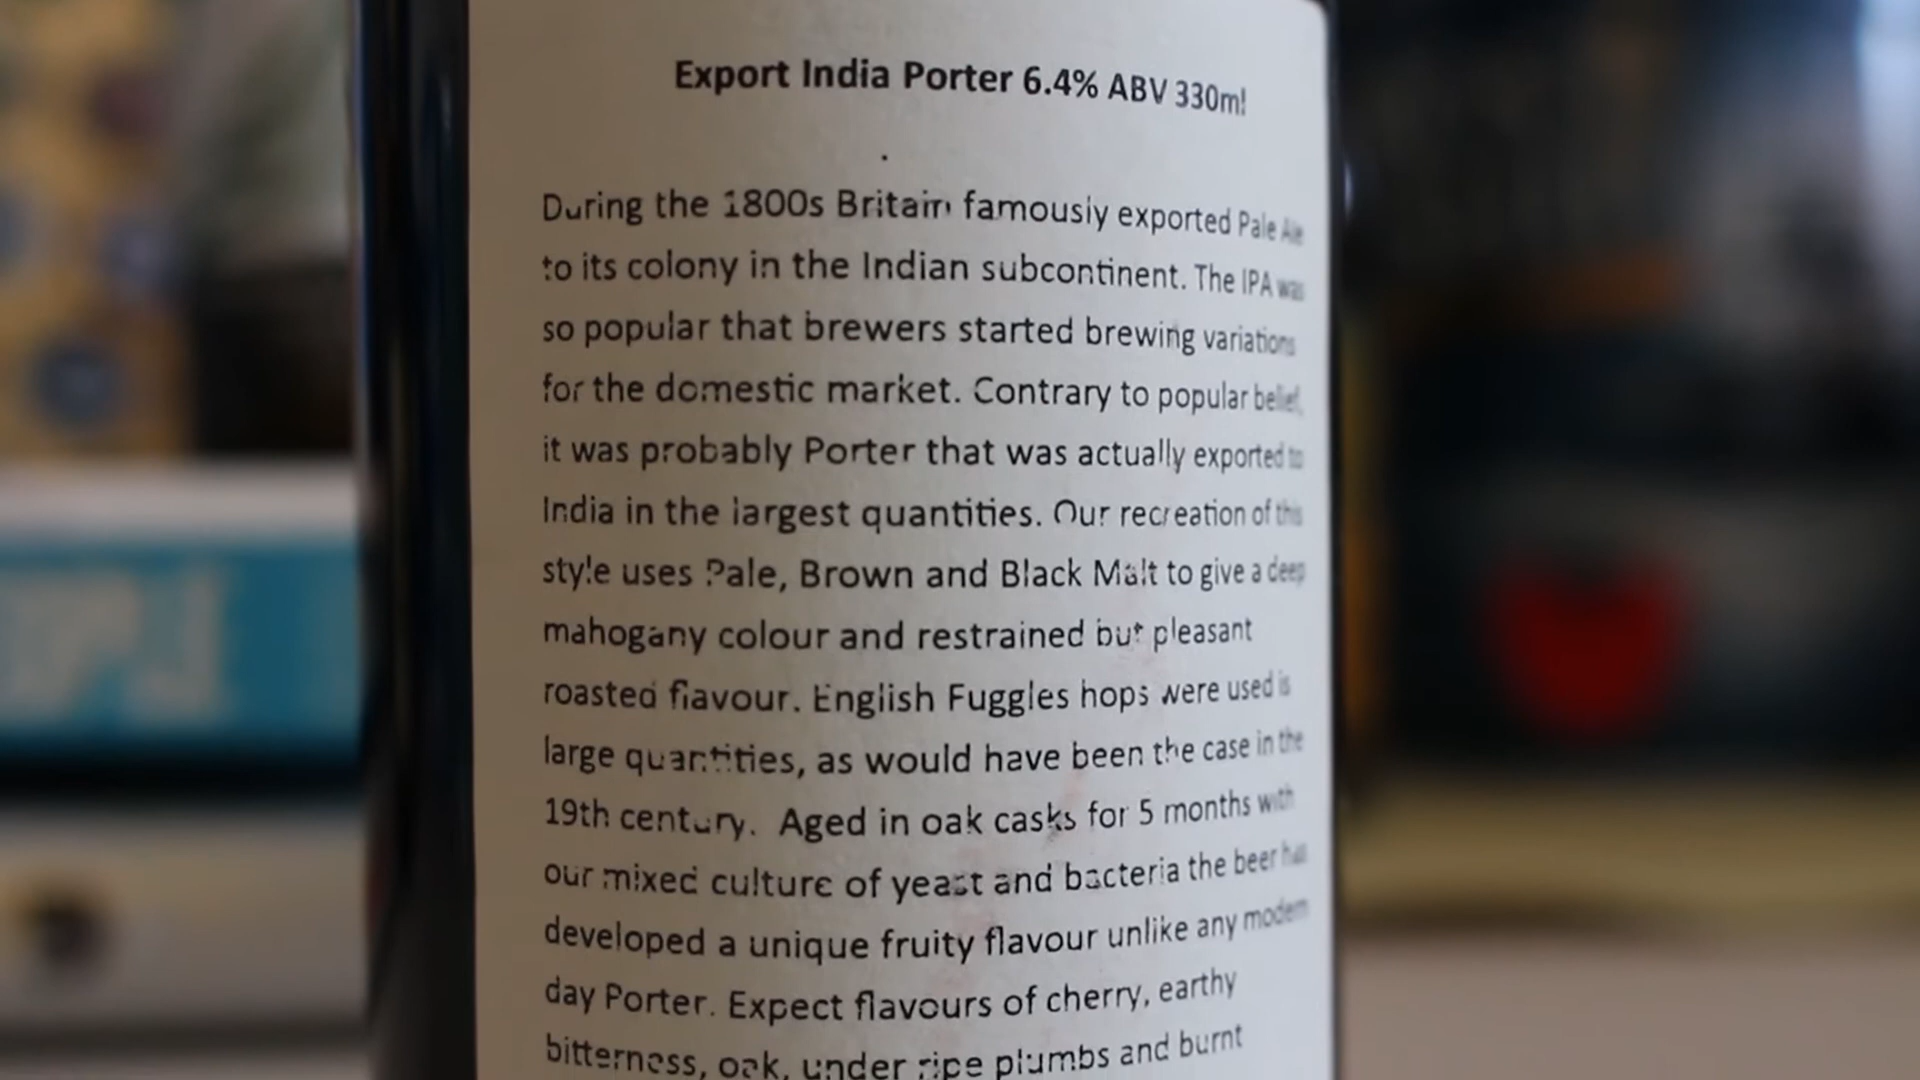 Export India Porter 6.4% ABV 330ml
During the 1800s Britain famously exported Pale Ale
to its colony in the Indian subcontinent. The IPA was
so popular that brewers started brewing variations
for the domestic market. Contrary to popular belief,
it was probably Porter that was actually exported to
India in the largest quantities. Our recreation of this
style uses Pale, Brown and Black Malt to give a deep
mahogany colour and restrained but pleasant
roasted flavour. English Fuggles hops were used is
large quantities, as would have been the case in the
19th century. Aged in oak casks for 5 months with
our mixed culture of yeast and bacteria the beer has
developed a unique fruity flavour unlike any modern
day Porter. Expect flavours of cherry, earthy
bitterness, oak, under ripe plumbs and burnt